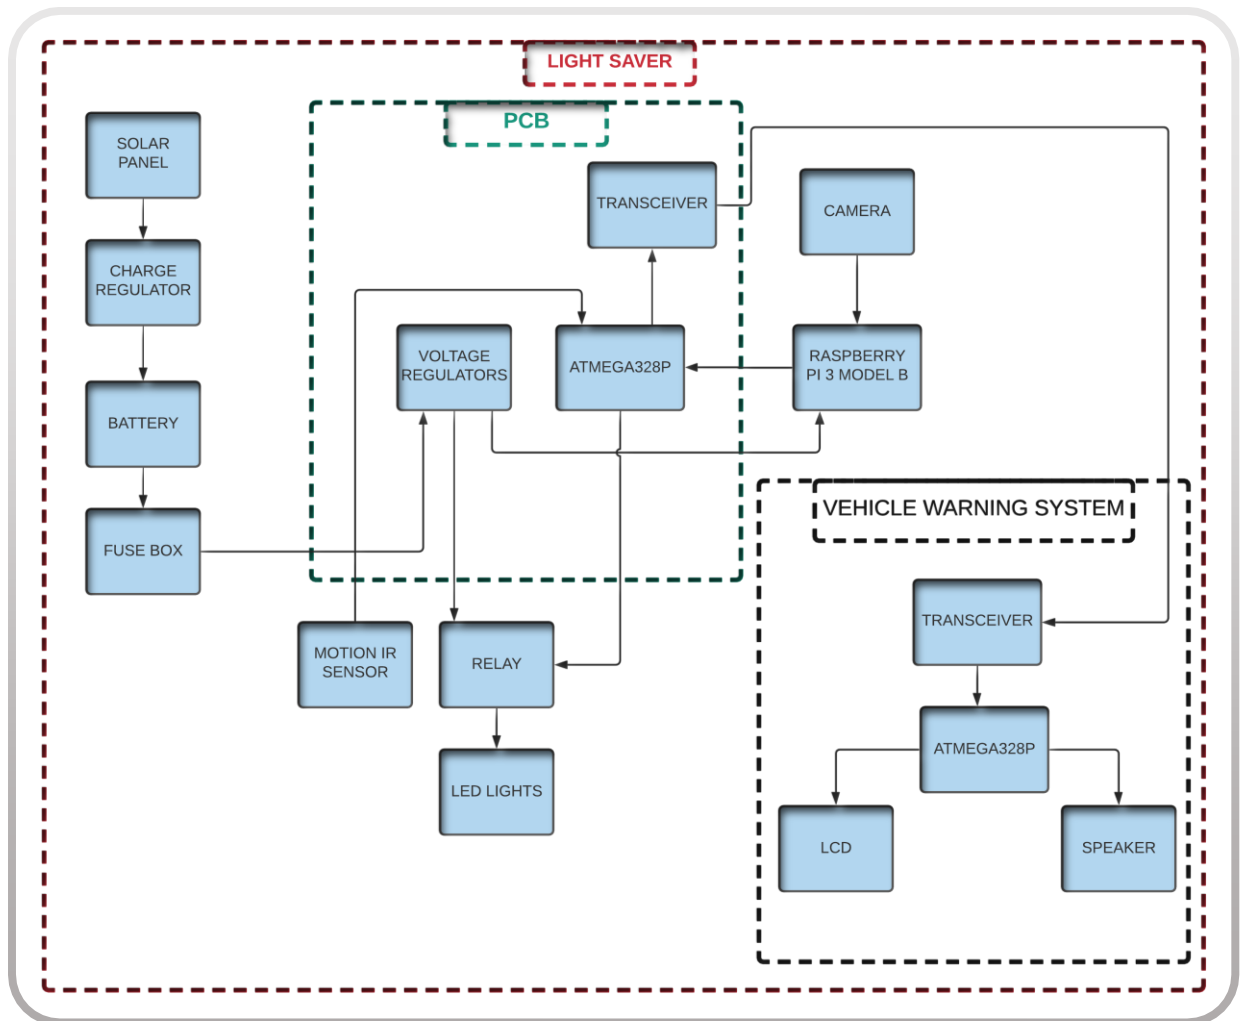 LIGHT SAVER
PCB
SOLAR
PANEL
TRANSCEIVER
CAMERA
CHARGE
REGULATOR
VOLTAGE
REGULATORS
ATMEGA328P
RASPBERRY
PI 3 MODEL B
BATTERY
FUSE BOX
VEHICLE WARNING SYSTEM
TRANSCEIVER
MOTION IR
SENSOR
RELAY
ATMEGA328P
LED LIGHTS
LCD
SPEAKER